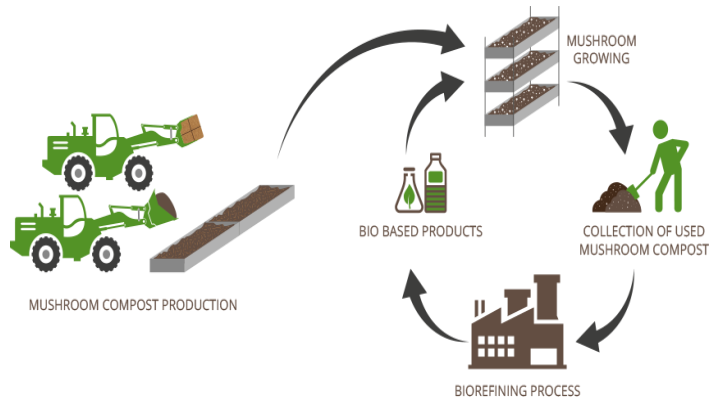 MUSHROOM
GROWING
BIO BASED PRODUCTS
COLLECTION OF USED
MUSHROOM COMPOST
MUSHROOM COMPOST PRODUCTION
BIOREFINING PROCESS